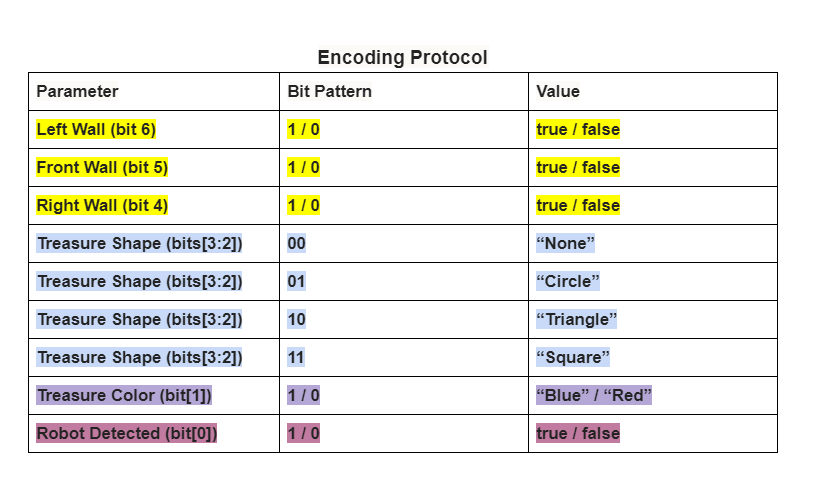 Encoding Protocol
Parameter Bit Pattern Value
Left Wall (bit 6) 1 / 0 true / false
Front Wall (bit 5) 1 / 0 true / false
Right Wall (bit 4) 1 / 0 true / false
Treasure Shape (bits[3:2]) 00 “None”
Treasure Shape (bits[3:2]) 01 “Circle”
Treasure Shape (bits[3:2]) 10 “Triangle”
Treasure Shape (bits[3:2]) 11 “Square”
Treasure Color (bit[1]) 1 / 0 “Blue” / “Red”
Robot Detected (bit[0]) 1 / 0 true / false